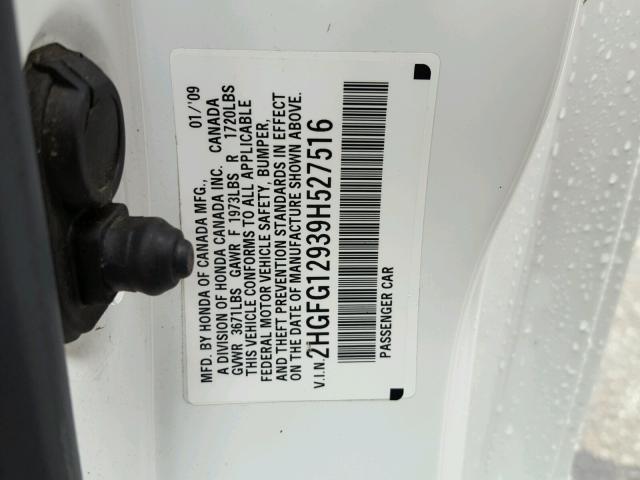 MFD. BY HONDA OF CANADA MFG., 01/'09
A DIVISION OF HONDA CANADA INC. CANADA
GVWR 3671LBS GAWR F 1973LBS R 1720LBS
THIS VEHICLE CONFORMS TO ALL APPLICABLE
FEDERAL MOTOR VEHICLE SAFETY, BUMPER,
AND THEFT PREVENTION STANDARDS IN EFFECT
ON THE DATE OF MANUFACTURE SHOWN ABOVE.
V.I.N. 2HGFG12939H527516
PASSENGER CAR